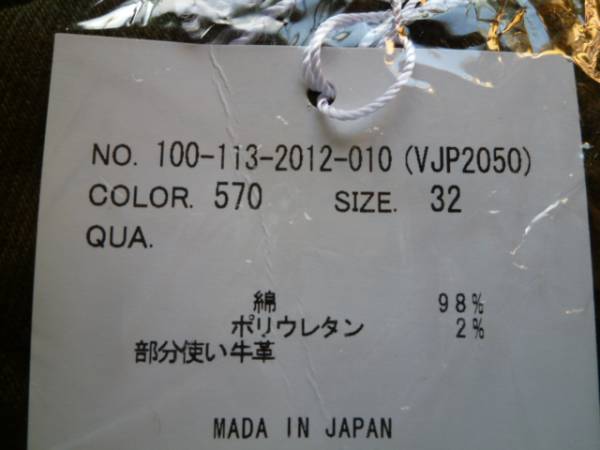 NO. 100-113-2012-010 (VJP2050)
COLOR. 570 SIZE. 32
QUA.
綿 98%
ポリウレタン 2%
部分使い牛革
MADE IN JAPAN